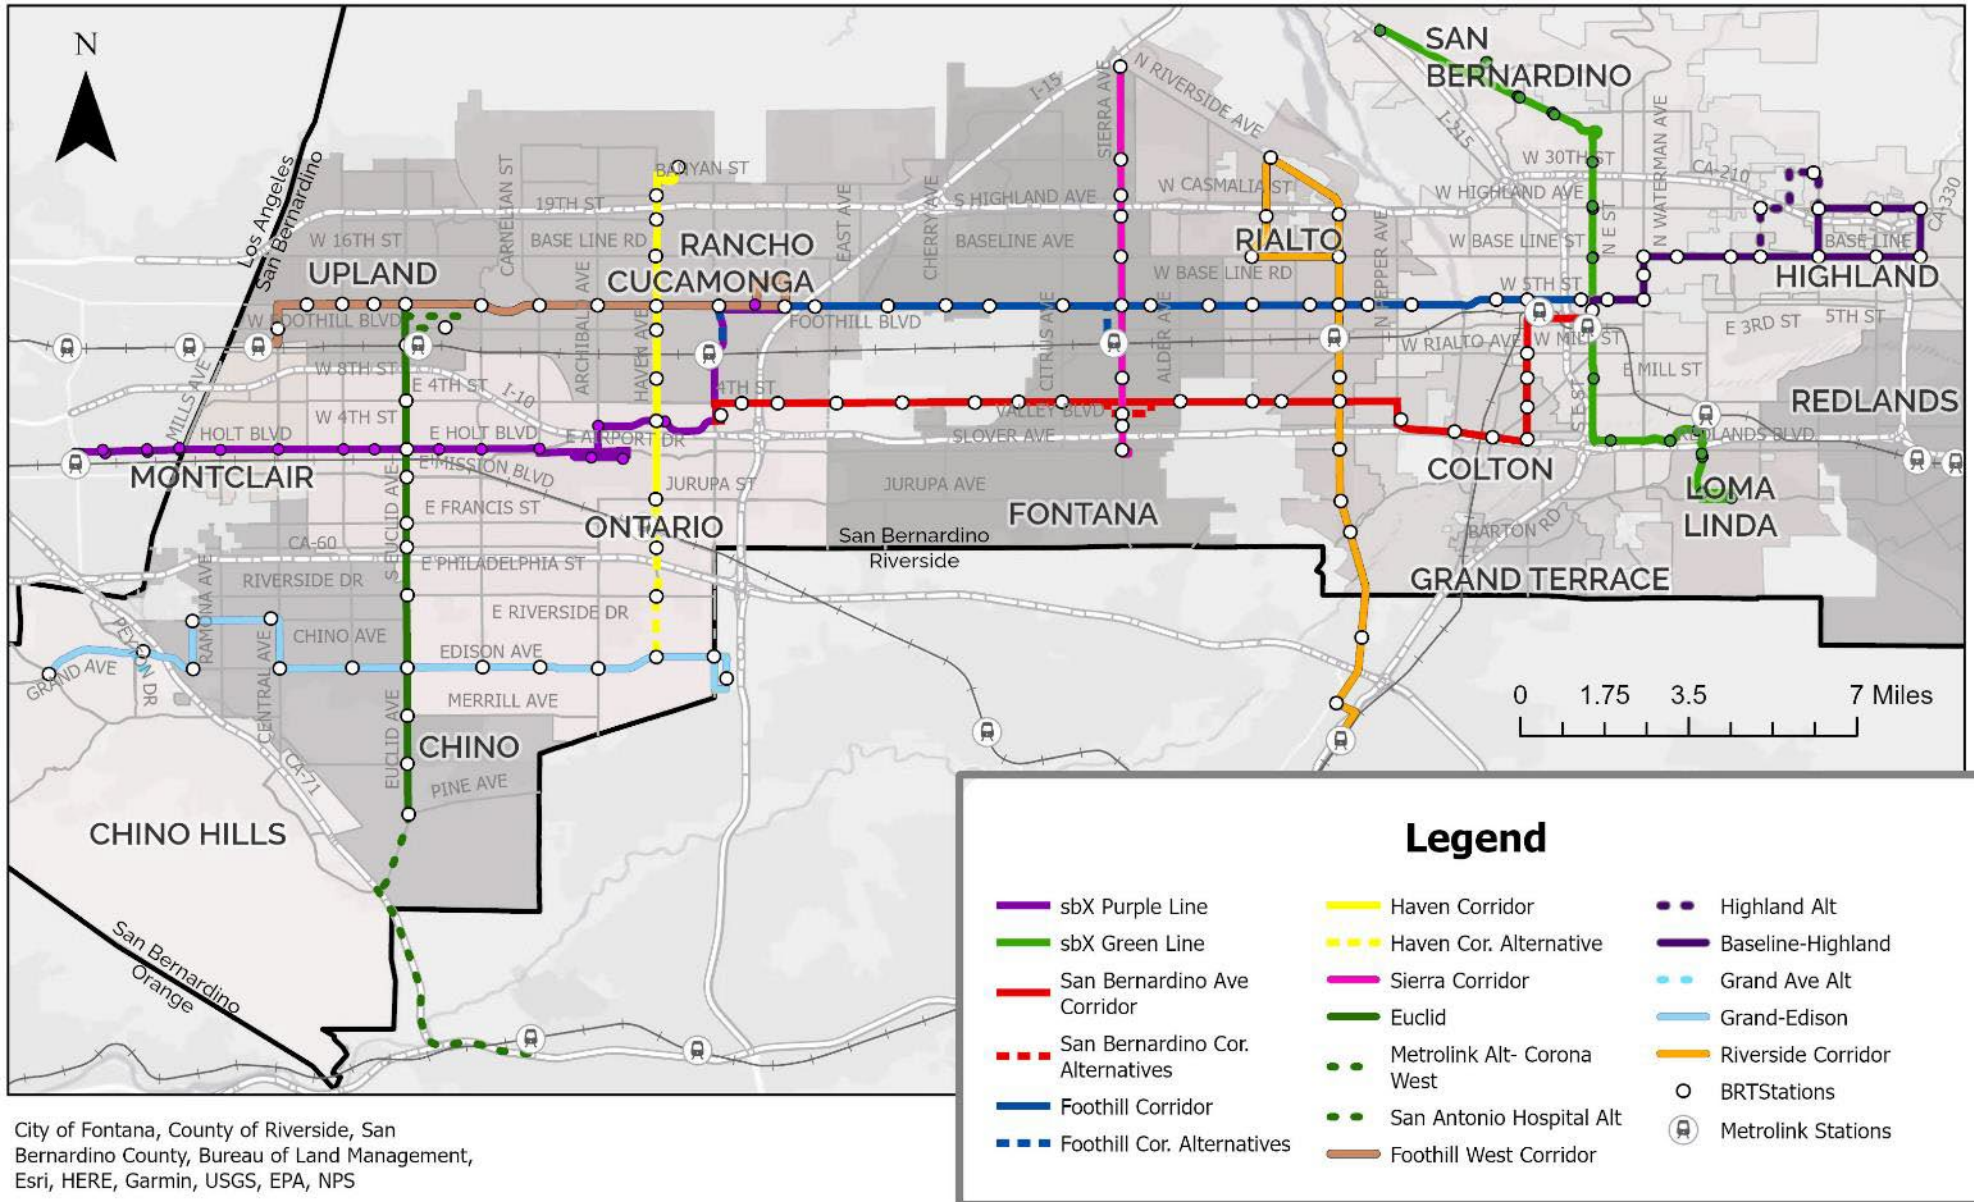 N
SAN
BERNARDINO
I-15
SIERRA AVE
N RIVERSIDE AVE
I-215
N WATERMAN AVE
Los Angeles
San Bernardino
CARNELIAN ST
BANYAN ST
W 30TH ST
CA-210
CA-330
19TH ST
EAST AVE
CHERRY AVE
S HIGHLAND AVE
W CASMALIA ST
W HIGHLAND AVE
N E ST
W 16TH ST
BASE LINE RD
RANCHO
CUCAMONGA
BASELINE AVE
RIALTO
N PEPPER AVE
W BASE LINE ST
BASE LINE
UPLAND
ARCHIBALD AVE
W BASE LINE RD
W 5TH ST
HIGHLAND
W FOOTHILL BLVD
HAVEN AVE
FOOTHILL BLVD
CITRUS AVE
ALDER AVE
E 3RD ST
5TH ST
W RIALTO AVE
W MILL ST
MILLS AVE
W 8TH ST
E 4TH ST
I-10
4TH ST
E MILL ST
S E ST
REDLANDS
W 4TH ST
VALLEY BLVD
HOLT BLVD
E HOLT BLVD
E AIRPORT DR
SLOVER AVE
REDLANDS BLVD
MONTCLAIR
E MISSION BLVD
COLTON
S EUCLID AVE
JURUPA ST
JURUPA AVE
LOMA
LINDA
E FRANCIS ST
ONTARIO
FONTANA
BARTON RD
CA-60
San Bernardino
Riverside
E PHILADELPHIA ST
RIVERSIDE DR
GRAND TERRACE
RAMONA AVE
E RIVERSIDE DR
PEYTON DR
CHINO AVE
CENTRAL AVE
EDISON AVE
GRAND AVE
EUCLID AVE
MERRILL AVE
0 1.75 3.5 7 Miles
CHINO
CA-71
PINE AVE
CHINO HILLS
San Bernardino
Orange
Legend
sbX Purple Line
sbX Green Line
San Bernardino Ave
Corridor
San Bernardino Cor.
Alternatives
Foothill Corridor
Foothill Cor. Alternatives
Haven Corridor
Haven Cor. Alternative
Sierra Corridor
Euclid
Metrolink Alt- Corona
West
San Antonio Hospital Alt
Foothill West Corridor
Highland Alt
Baseline-Highland
Grand Ave Alt
Grand-Edison
Riverside Corridor
BRTStations
Metrolink Stations
City of Fontana, County of Riverside, San
Bernardino County, Bureau of Land Management,
Esri, HERE, Garmin, USGS, EPA, NPS